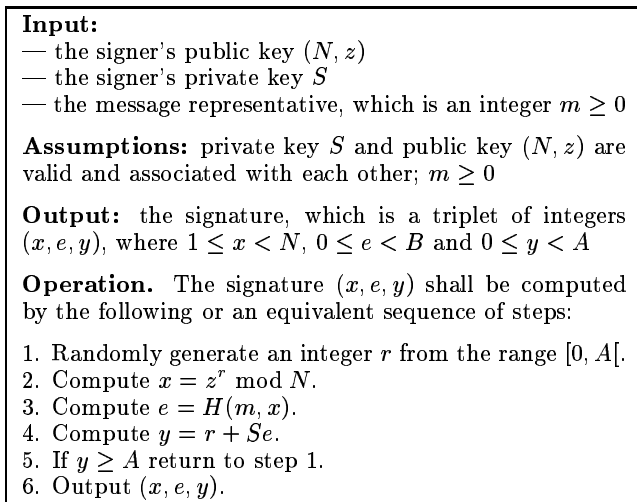 Input:
— the signer's public key (N, z)
— the signer's private key S
— the message representative, which is an integer m ≥ 0
Assumptions: private key S and public key (N, z) are
valid and associated with each other; m ≥ 0
Output: the signature, which is a triplet of integers
(x, e, y), where 1 ≤ x < N, 0 ≤ e < B and 0 ≤ y < A
Operation. The signature (x, e, y) shall be computed
by the following or an equivalent sequence of steps:
1. Randomly generate an integer r from the range [0, A[.
2. Compute x = z^r mod N.
3. Compute e = H(m, x).
4. Compute y = r + Se.
5. If y ≥ A return to step 1.
6. Output (x, e, y).